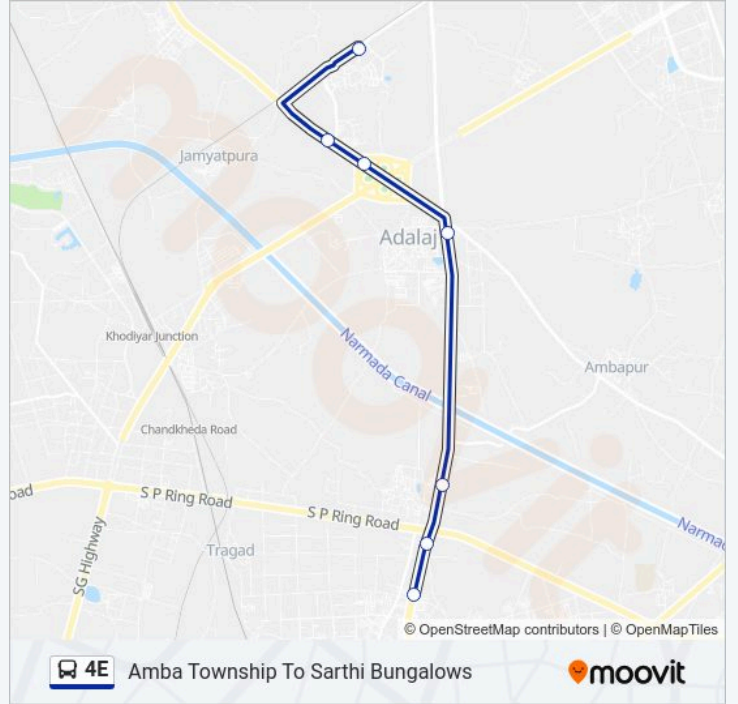 Jamyatpura
Adalaj
Khodiyar Junction
Narmada Canal
Ambapur
Chandkheda Road
oad
S P Ring Road
S P Ring Road
Narmad
SG Highway
Tragad
© OpenStreetMap contributors | © OpenMapTiles
4E Amba Township To Sarthi Bungalows
moovit
moovit